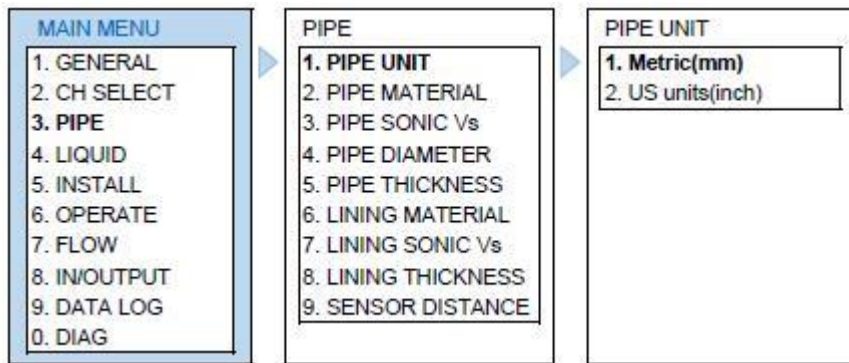 MAIN MENU
1. GENERAL
2. CH SELECT
3. PIPE
4. LIQUID
5. INSTALL
6. OPERATE
7. FLOW
8. IN/OUTPUT
9. DATA LOG
0. DIAG
PIPE
1. PIPE UNIT
2. PIPE MATERIAL
3. PIPE SONIC Vs
4. PIPE DIAMETER
5. PIPE THICKNESS
6. LINING MATERIAL
7. LINING SONIC Vs
8. LINING THICKNESS
9. SENSOR DISTANCE
PIPE UNIT
1. Metric(mm)
2. US units(inch)